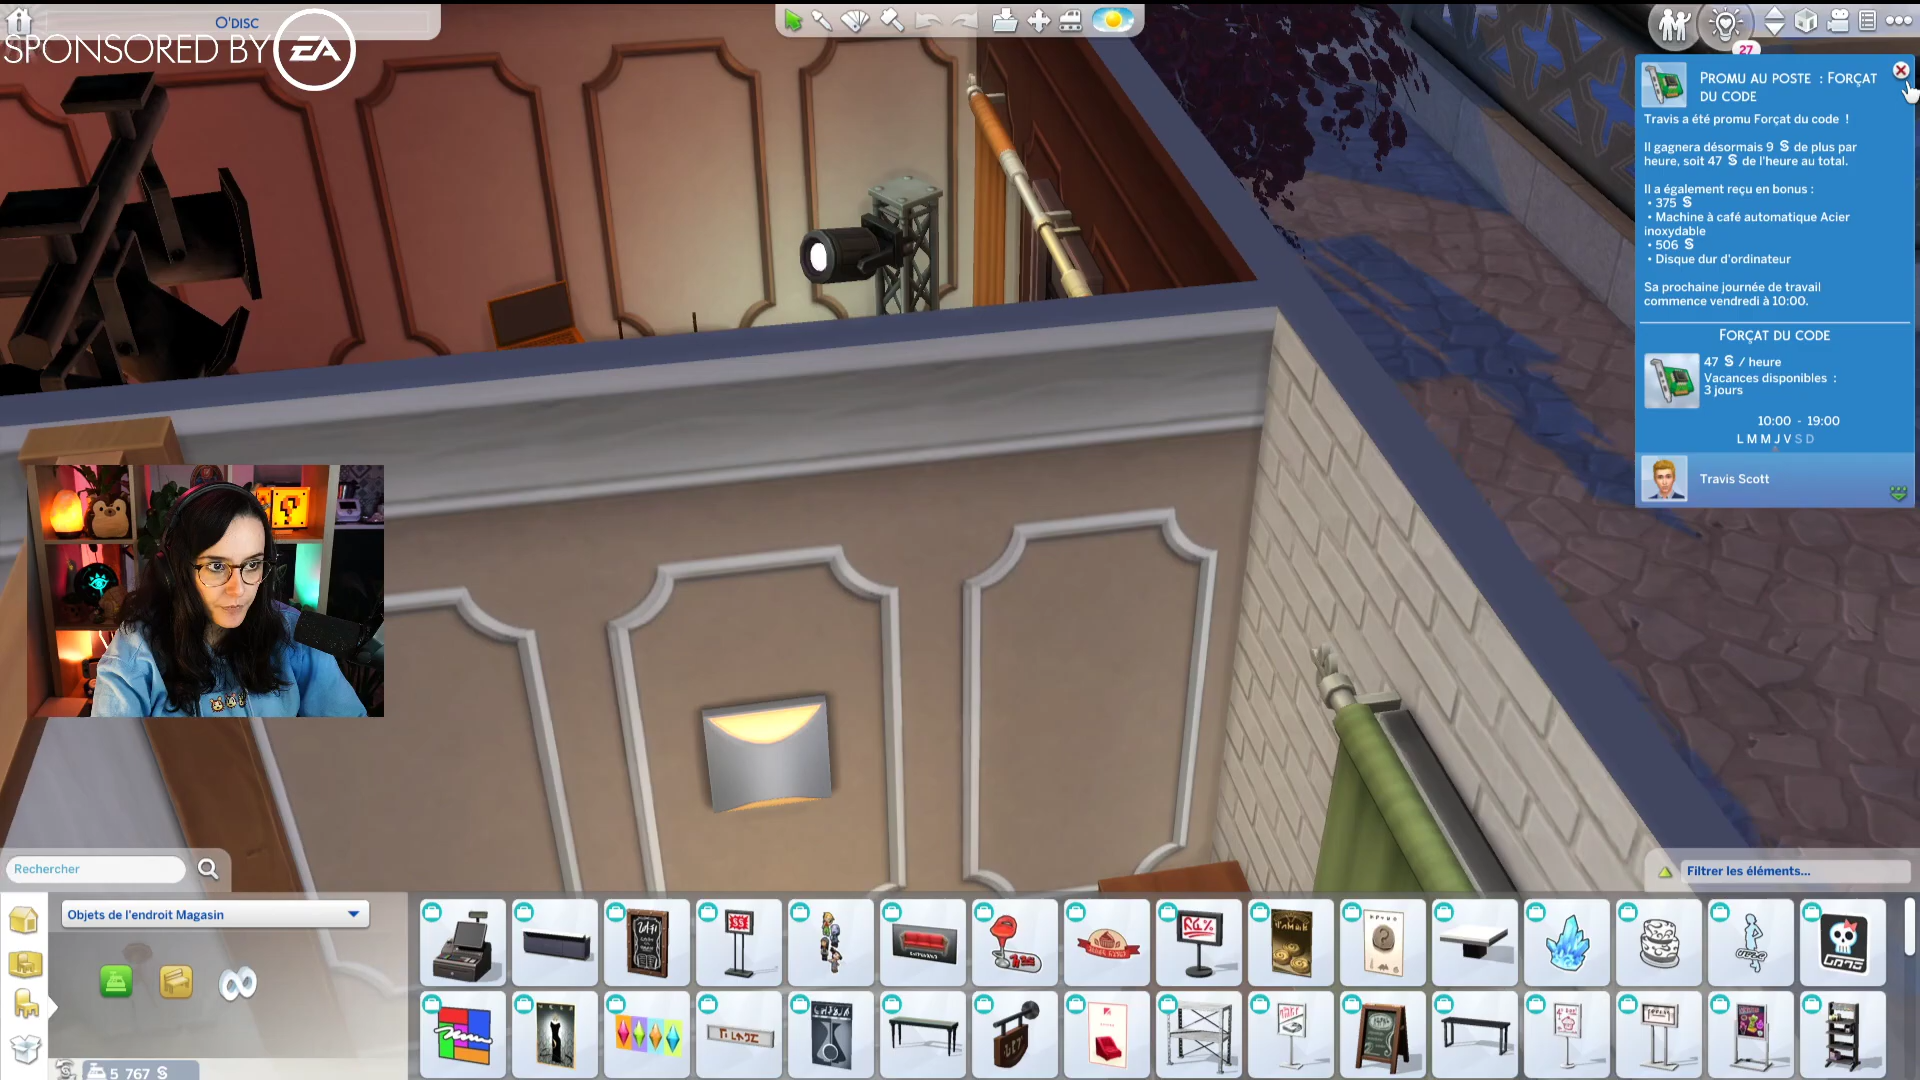 O'DISC
SPONSORED BY EA
27
PROMU AU POSTE : FORÇAT
DU CODE
Travis a été promu Forçat du code !
Il gagnera désormais 9 $ de plus par
heure, soit 47 $ de l'heure au total.
Il a également reçu en bonus :
• 375 $
• Machine à café automatique Acier
inoxydable
• 506 $
• Disque dur d'ordinateur
Sa prochaine journée de travail
commence vendredi à 10:00.
FORÇAT DU CODE
47 $ / heure
Vacances disponibles :
3 jours
10:00 - 19:00
L M M J V S D
Travis Scott
Rechercher
Filtrer les éléments...
Objets de l'endroit Magasin
5 767 $